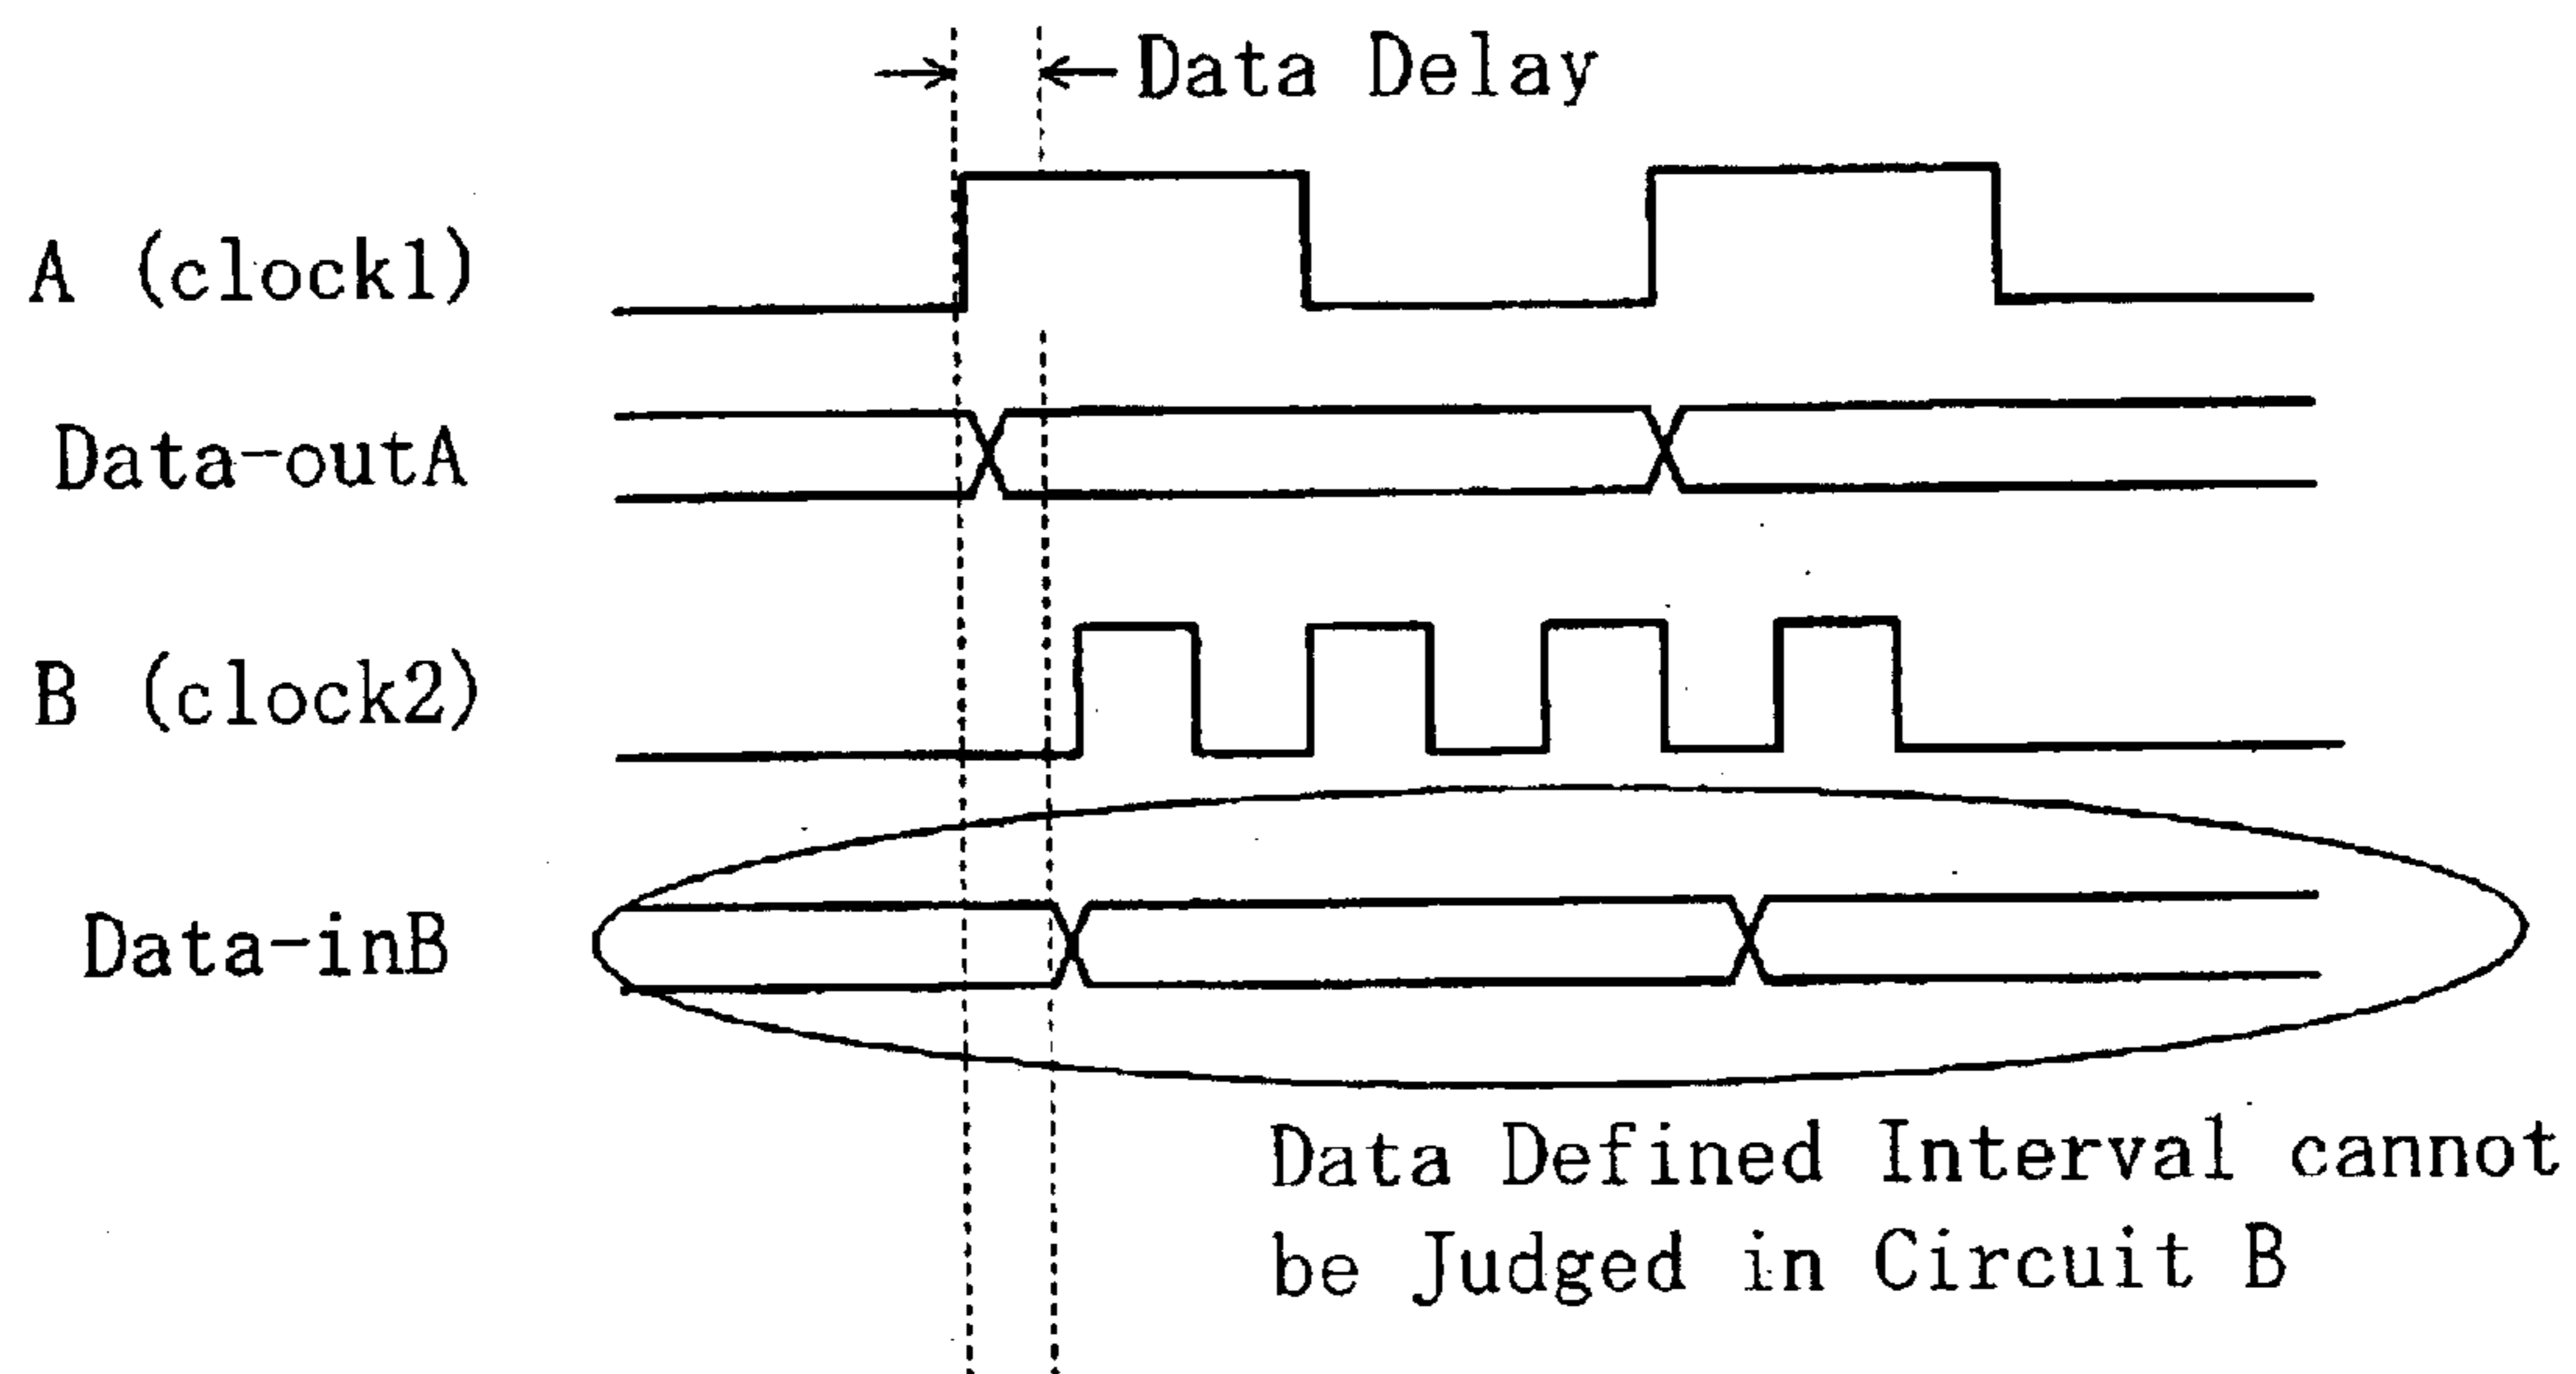 Data Delay
A (clock1)
Data-outA
B (clock2)
Data-inB
Data Defined Interval cannot
be Judged in Circuit B